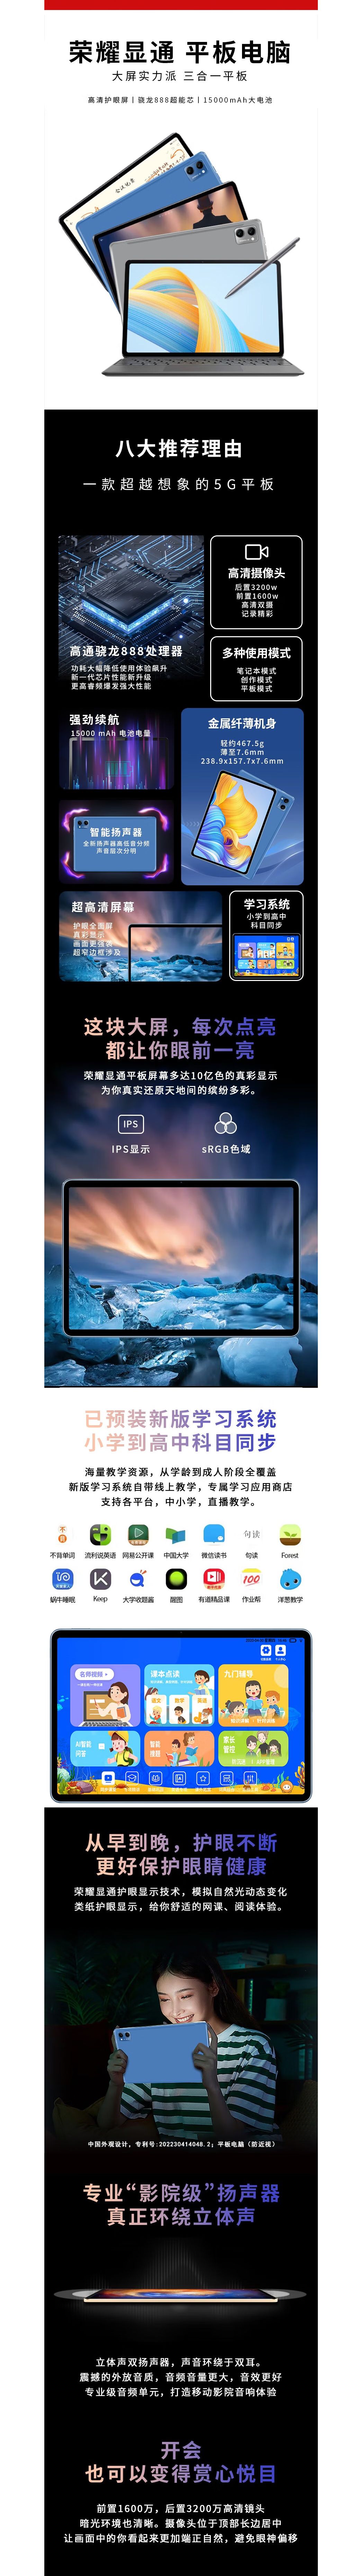 荣耀显通 平板电脑
大屏实力派 三合一平板
高清护眼屏丨骁龙888超能芯丨15000mAh大电池
八大推荐理由
一款超越想象的5G平板
高通骁龙888处理器
功耗大幅降低使用体验飙升
新一代芯片性能新升级
更高睿频爆发强大性能
高清摄像头
后置3200w
前置1600w
高清双摄
记录精彩
多种使用模式
笔记本模式
创作模式
平板模式
强劲续航
15000 mAh 电池电量
金属纤薄机身
轻约467.5g
薄至7.6mm
238.9x157.7x7.6mm
智能扬声器
全新扬声器高低音分频
声音层次分明
超高清屏幕
护眼全面屏
真彩显示
画面更强装
超窄边框涉及
学习系统
小学到高中
科目同步
这块大屏，每次点亮
都让你眼前一亮
荣耀显通平板屏幕多达10亿色的真彩显示
为你真实还原天地间的缤纷多彩。
IPS
IPS显示
sRGB色域
已预装新版学习系统
小学到高中科目同步
海量教学资源，从学龄到成人阶段全覆盖
新版学习系统自带线上教学，专属学习应用商店
支持各平台，中小学，直播教学。
不背单词
流利说英语
网易公开课
中国大学
微信读书
句读
句读
Forest
蜗牛睡眠
Keep
大学收题酱
醒图
有道精品课
100
作业帮
洋葱教学
名师视频
课本点读
语文
数学
英语
九门辅导
AI智能
问答
智能
家长
管控
从早到晚，护眼不断
更好保护眼睛健康
荣耀显通护眼显示技术，模拟自然光动态变化
类纸护眼显示，给你舒适的网课、阅读体验。
中国外观设计，专利号:202230414048.2；平板电脑（防近视）
专业“影院级”扬声器
真正环绕立体声
立体声双扬声器，声音环绕于双耳。
震撼的外放音质，音频音量更大，音效更好
专业级音频单元，打造移动影院音响体验
开会
也可以变得赏心悦目
前置1600万，后置3200万高清镜头
暗光环境也清晰。摄像头位于顶部长边居中
让画面中的你看起来更加端正自然，避免眼神偏移